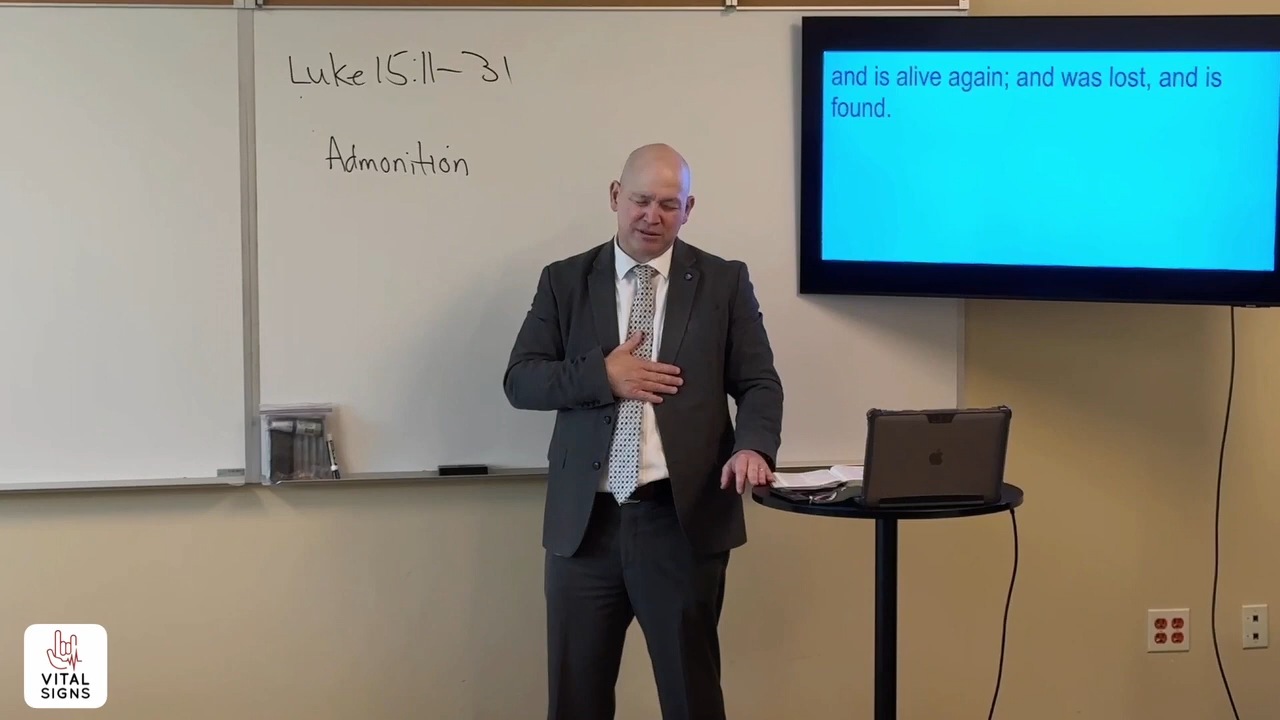 Luke 15:11-31
Admonition
and is alive again; and was lost, and is
found.
VITAL
SIGNS